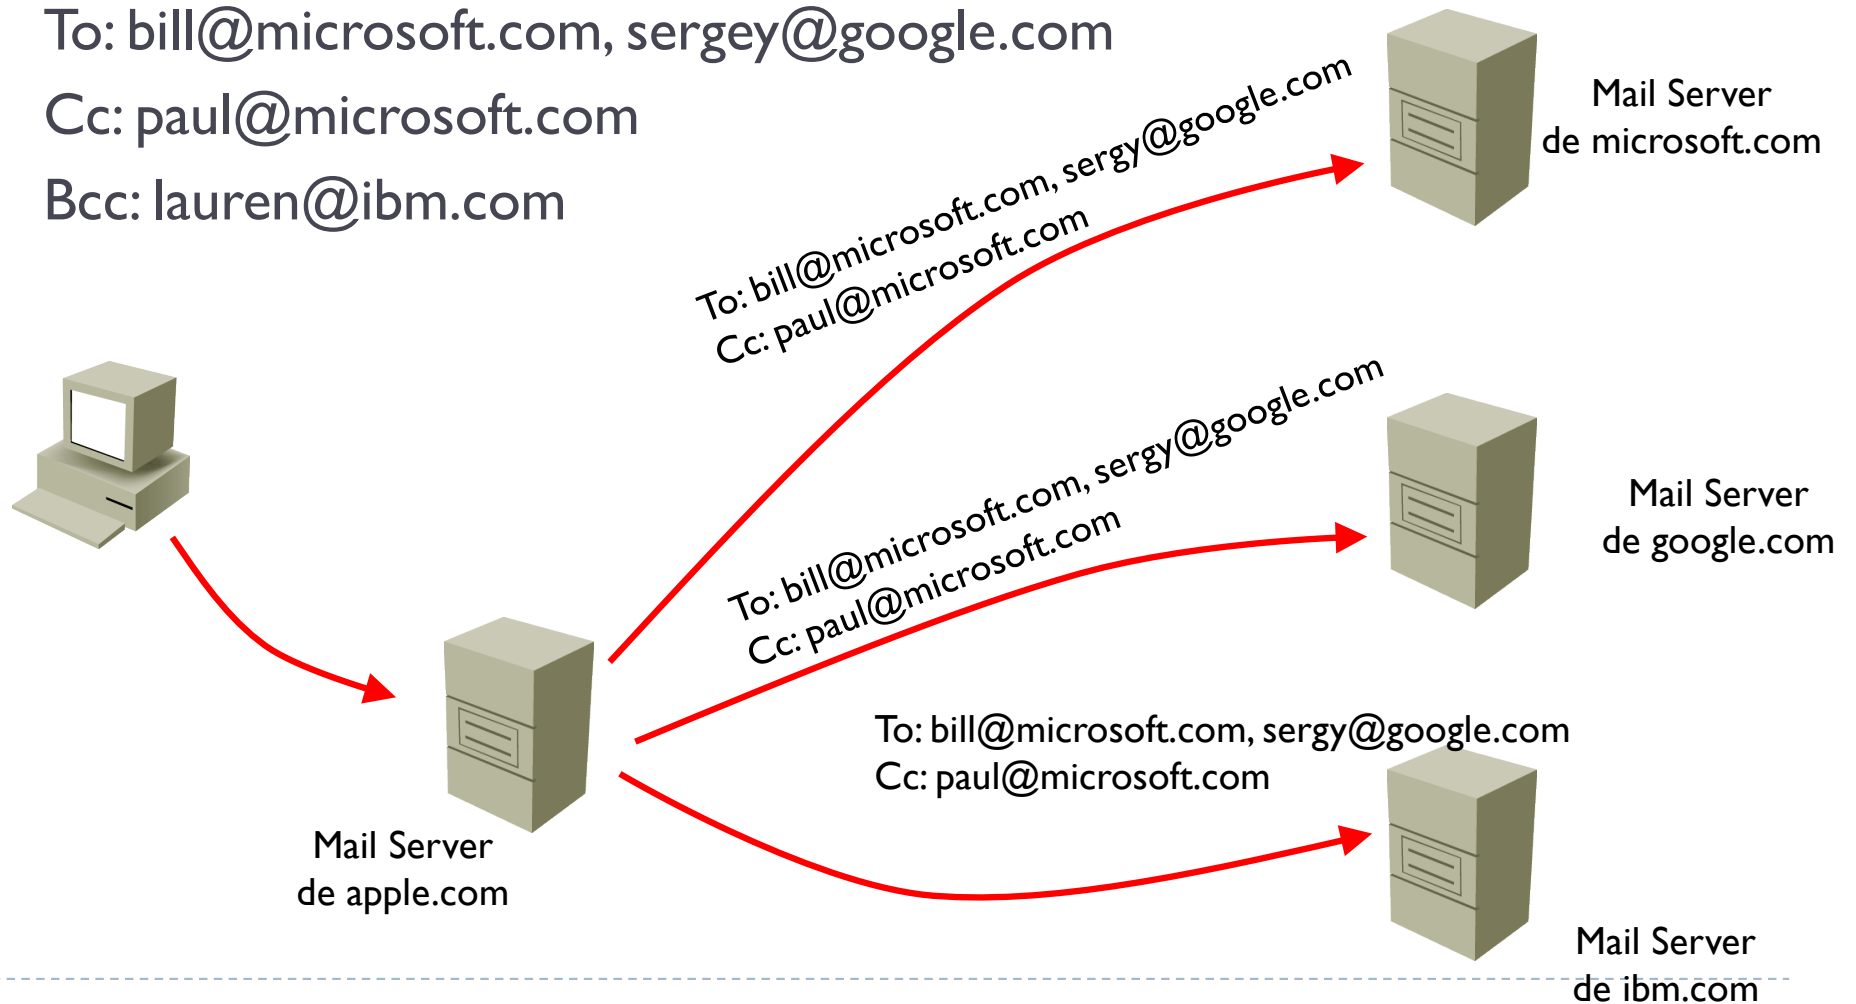 To: bill@microsoft.com, sergey@google.com
Cc: paul@microsoft.com
Bcc: lauren@ibm.com
To: bill@microsoft.com, sergy@google.com
Cc: paul@microsoft.com
Mail Server
de microsoft.com
To: bill@microsoft.com, sergy@google.com
Cc: paul@microsoft.com
Mail Server
de google.com
To: bill@microsoft.com, sergy@google.com
Cc: paul@microsoft.com
Mail Server
de apple.com
Mail Server
de ibm.com